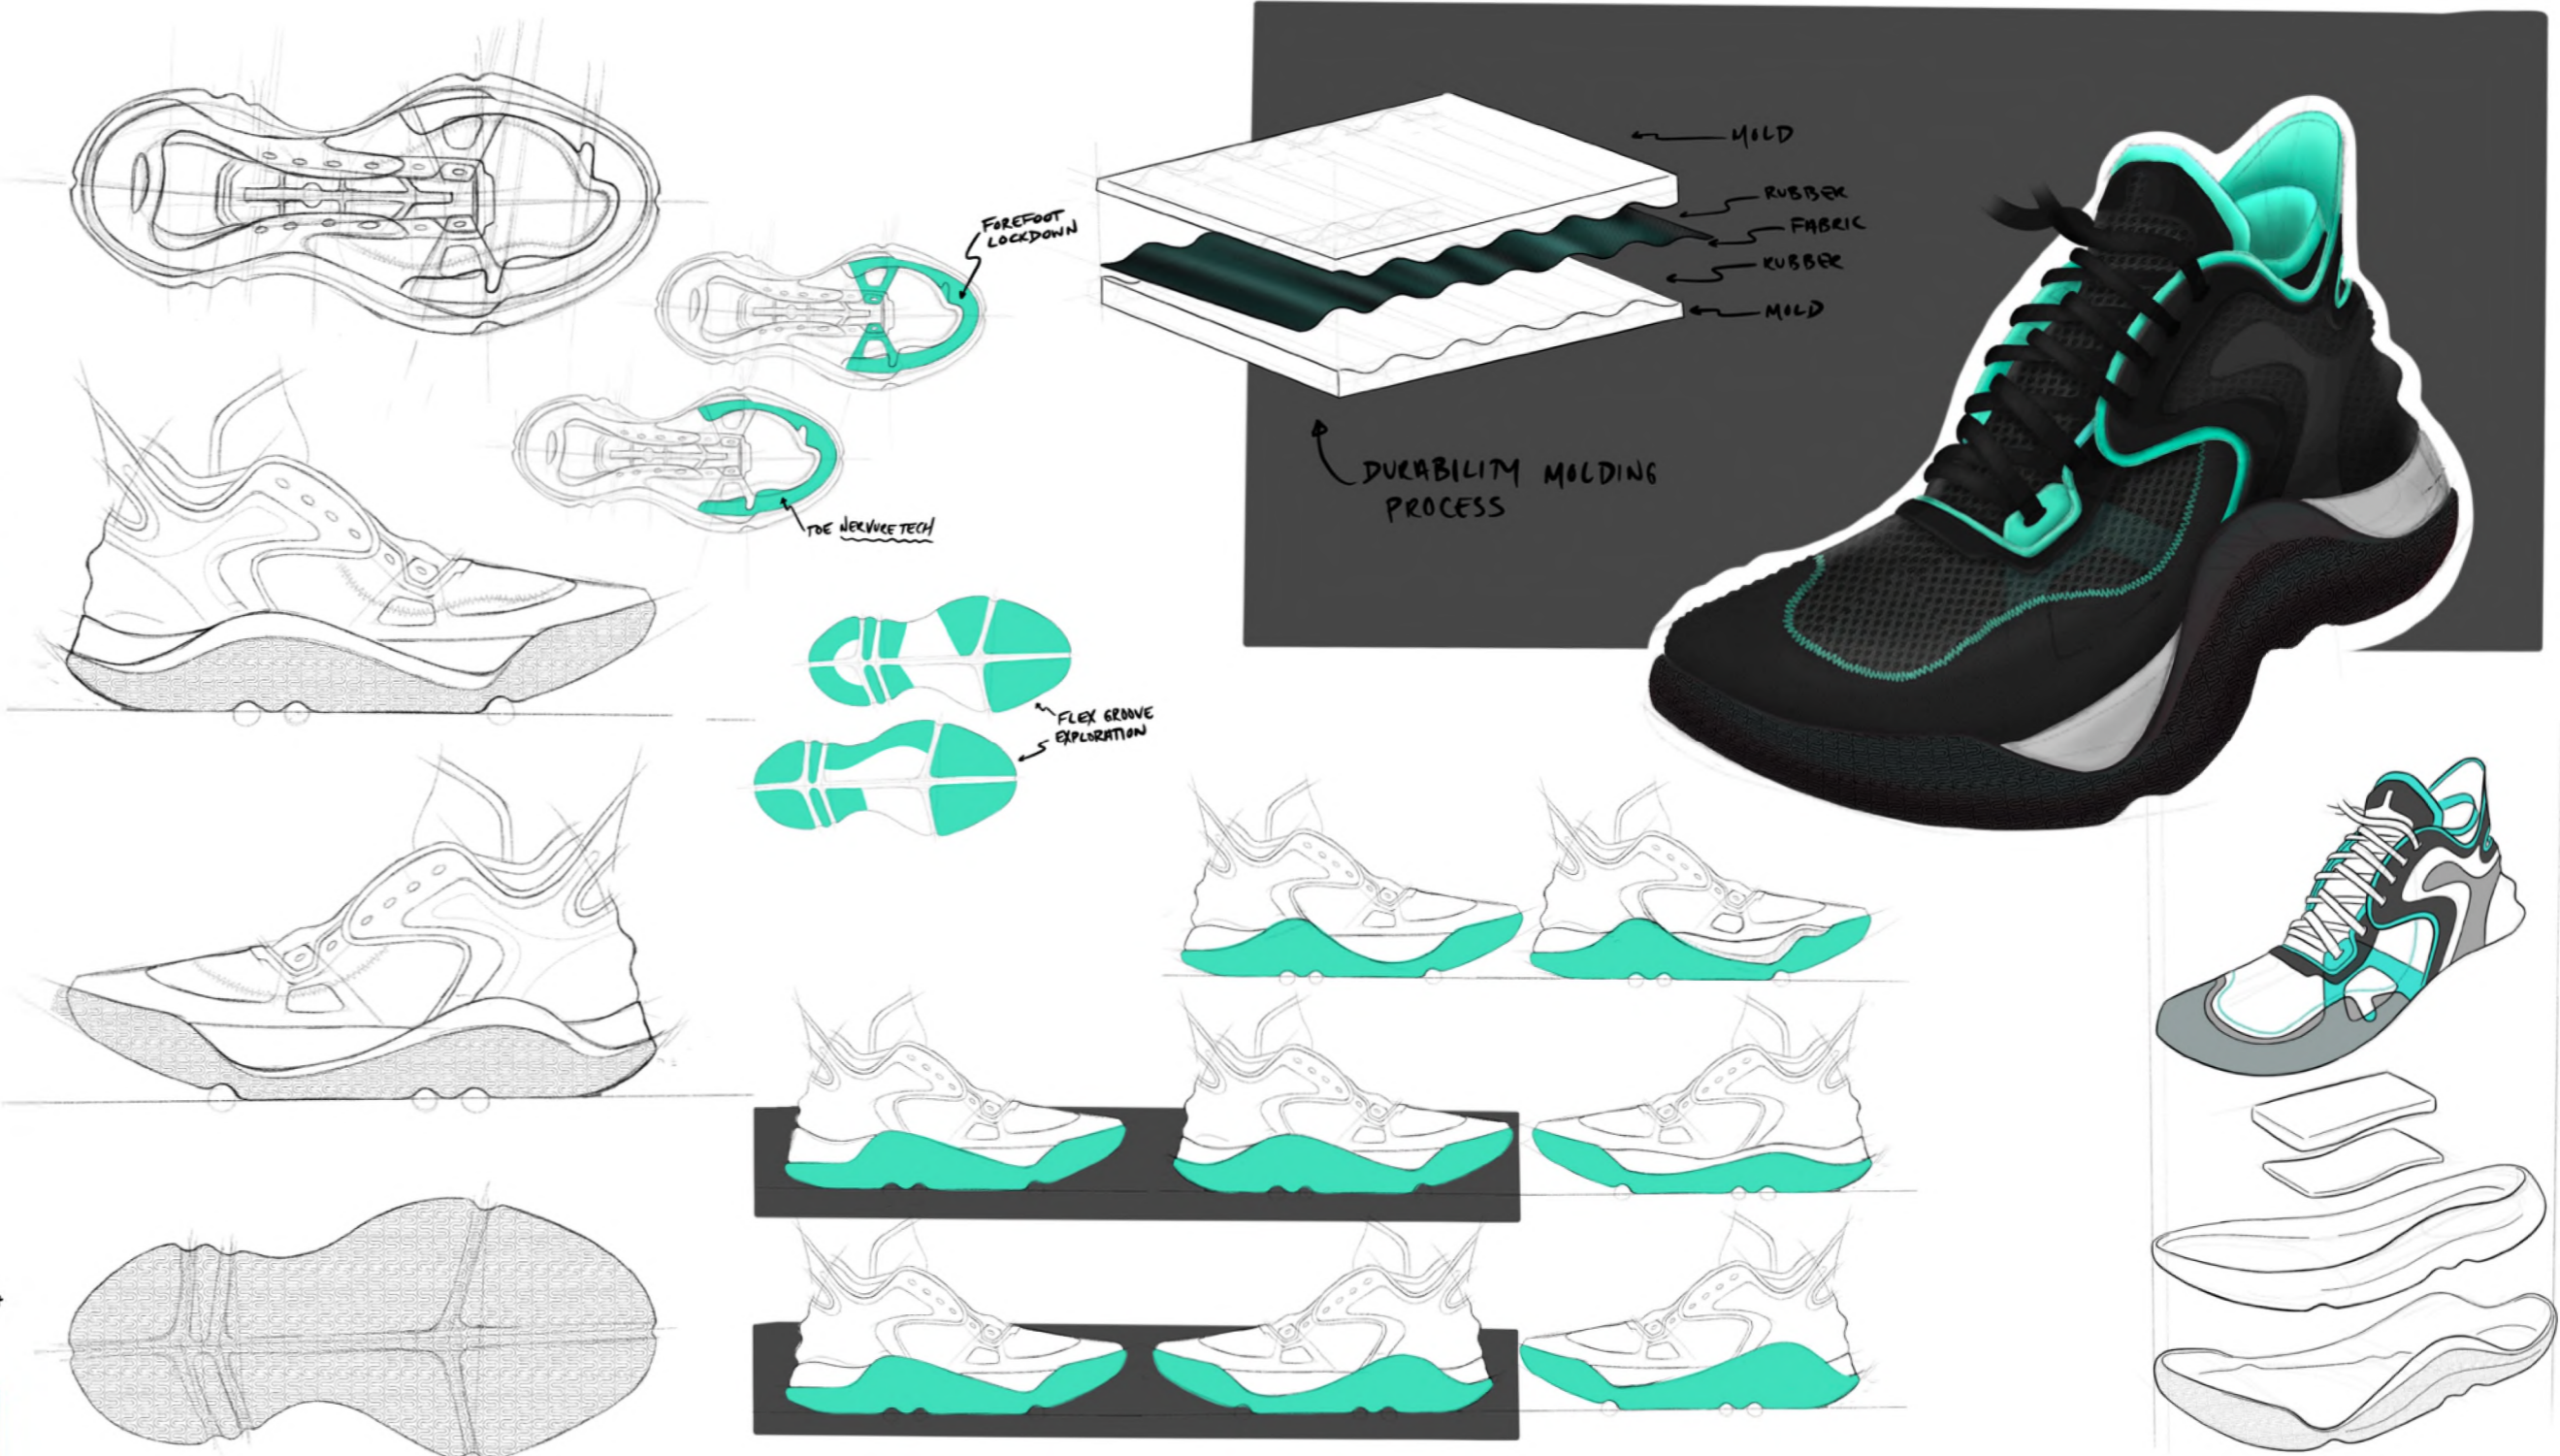 FOREFOOT
LOCKDOWN
TOE NERVURE TECH
FLEX GROOVE
EXPLORATION
MOLD
RUBBER
FABRIC
RUBBER
MOLD
DURABILITY MOLDING
PROCESS